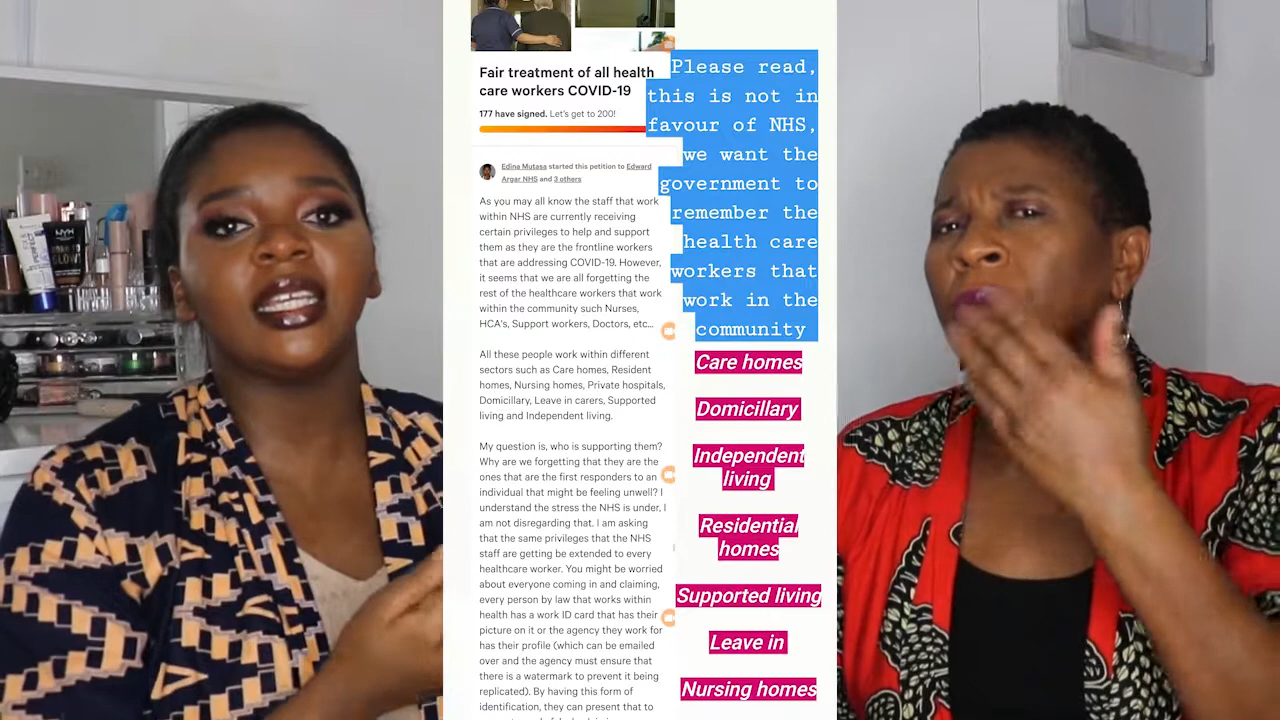 Fair treatment of all health
care workers COVID-19
177 have signed. Let's get to 200!
Edina Mutasa started this petition to Edward
Argar NHS and 3 others
As you may all know the staff that work
within NHS are currently receiving
certain privileges to help and support
them as they are the frontline workers
that are addressing COVID-19. However,
it seems that we are all forgetting the
rest of the healthcare workers that work
within the community such Nurses,
HCA's, Support workers, Doctors, etc...
All these people work within different
sectors such as Care homes, Resident
homes, Nursing homes, Private hospitals,
Domicillary, Leave in carers, Supported
living and Independent living.
My question is, who is supporting them?
Why are we forgetting that they are the
ones that are the first responders to an
individual that might be feeling unwell? I
understand the stress the NHS is under, I
am not disregarding that. I am asking
that the same privileges that the NHS
staff are getting be extended to every
healthcare worker. You might be worried
about everyone coming in and claiming,
every person by law that works within
health has a work ID card that has their
picture on it or the agency they work for
has their profile (which can be emailed
over and the agency must ensure that
there is a watermark to prevent it being
replicated). By having this form of
identification, they can present that to
Please read,
this is not in
favour of NHS,
we want the
government to
remember the
health care
workers that
work in the
community
Care homes
Domicillary
Independent
living
Residential
homes
Supported living
Leave in
Nursing homes
NYX